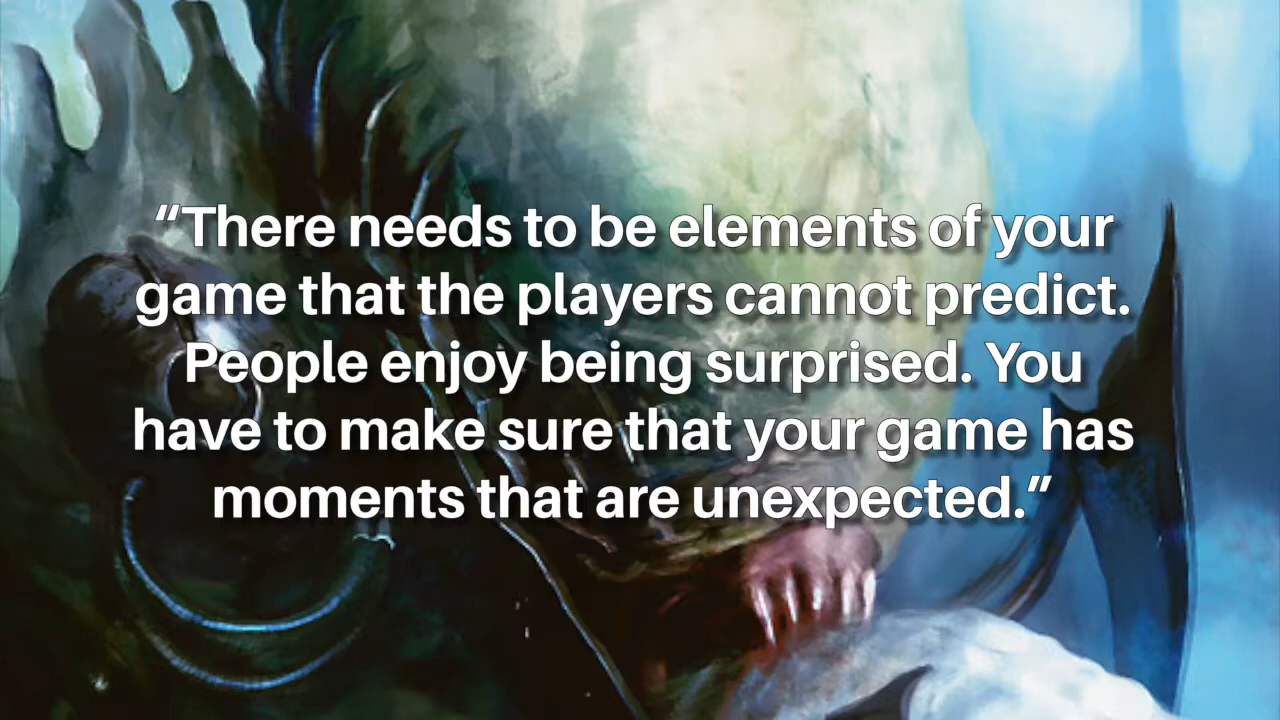 “There needs to be elements of your
game that the players cannot predict.
People enjoy being surprised. You
have to make sure that your game has
moments that are unexpected.”